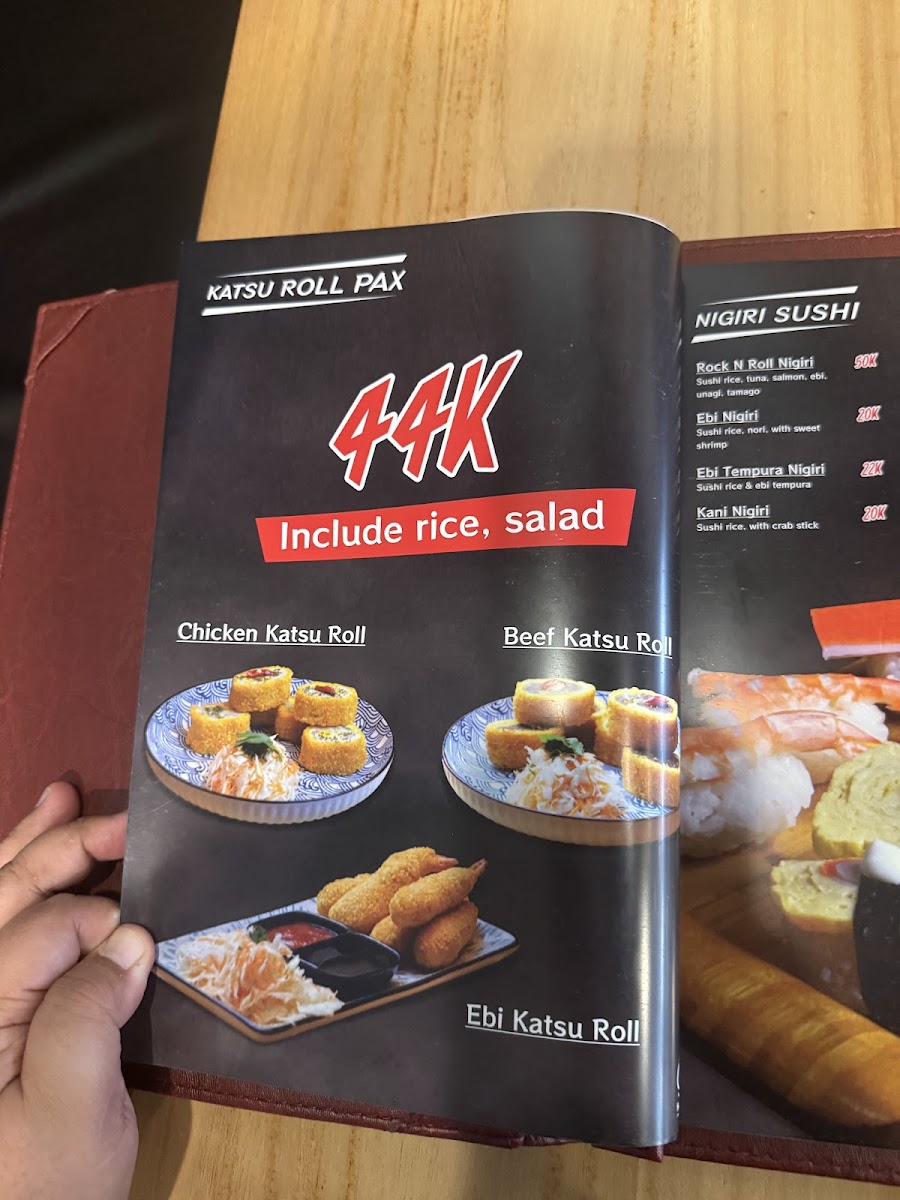 KATSU ROLL PAX
44K
Include rice, salad
Chicken Katsu Roll
Beef Katsu Roll
Ebi Katsu Roll
NIGIRI SUSHI
Rock N Roll Nigiri 50K
Sushi rice, tuna, salmon, ebi,
unagi, tamago
Ebi Nigiri 20K
Sushi rice, nori, with sweet
shrimp
Ebi Tempura Nigiri 22K
Sushi rice & ebi tempura
Kani Nigiri 20K
Sushi rice, with crab stick